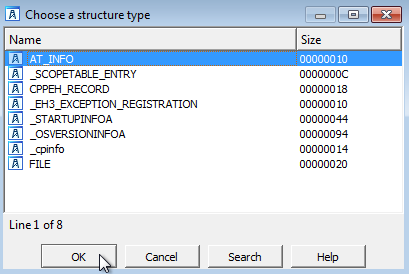 Choose a structure type
Name Size
AT_INFO 00000010
_SCOPETABLE_ENTRY 0000000C
CPPEH_RECORD 00000018
_EH3_EXCEPTION_REGISTRATION 00000010
_STARTUPINFOA 00000044
_OSVERSIONINFOA 00000094
_cpinfo 00000014
FILE 00000020
Line 1 of 8
OK Cancel Search Help